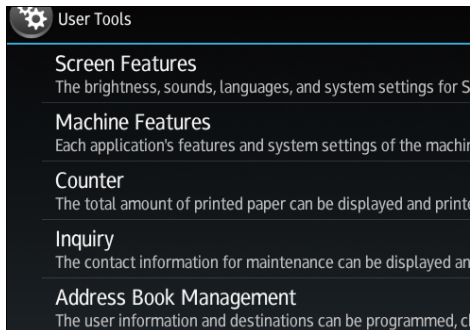 User Tools
Screen Features
The brightness, sounds, languages, and system settings for S
Machine Features
Each application's features and system settings of the machin
Counter
The total amount of printed paper can be displayed and printe
Inquiry
The contact information for maintenance can be displayed an
Address Book Management
The user information and destinations can be programmed, c